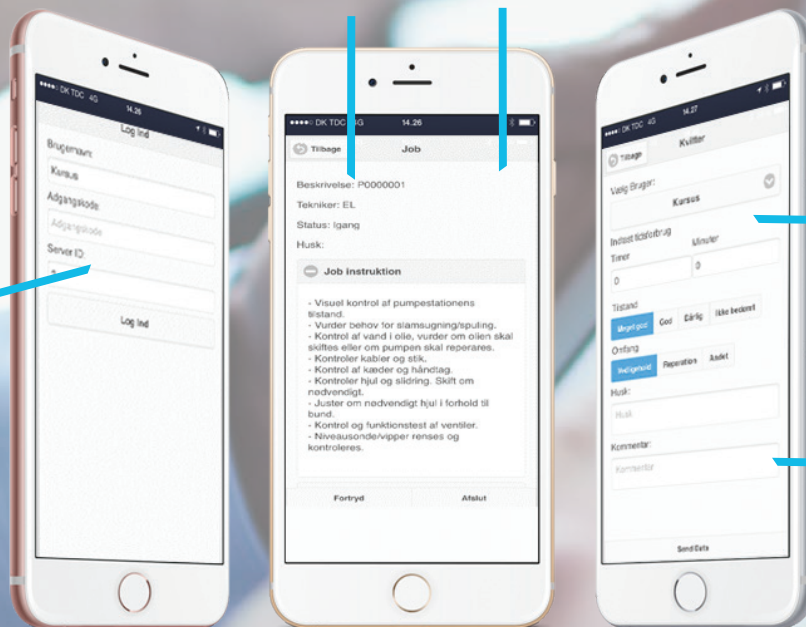 DK TDC 4G
14.26
Log Ind
Brugernavn:
Kursus
Adgangskode:
Adgangskode
Server ID:
Log Ind
DK TDC 4G 14.26
Tilbage Job
Beskrivelse: P0000001
Tekniker: EL
Status: Igang
Husk:
Job instruktion
- Visuel kontrol af pumpestationens
tilstand.
- Vurder behov for slamsugning/spuling.
- Kontrol af vand i olie, vurder om olien skal
skiftes eller om pumpen skal repareres.
- Kontroler kabler og stik.
- Kontrol af kæder og håndtag.
- Kontroler hjul og slidring. Skift om
nødvendigt.
- Juster om nødvendigt hjul i forhold til
bund.
- Kontrol og funktionstest af ventiler.
- Niveausonde/vipper renses og
kontroleres.
Fortryd Afslut
DK TDC 4G 14.27
Tilbage Kvitter
Vælg Bruger:
Kursus
Indtast tidsforbrug
Timer Minutter
0 0
Tilstand
Meget god God Dårlig Ikke bedømt
Omfang
Vedligehold Reparation Andet
Husk:
Husk
Kommentar:
Kommentar
Send Data